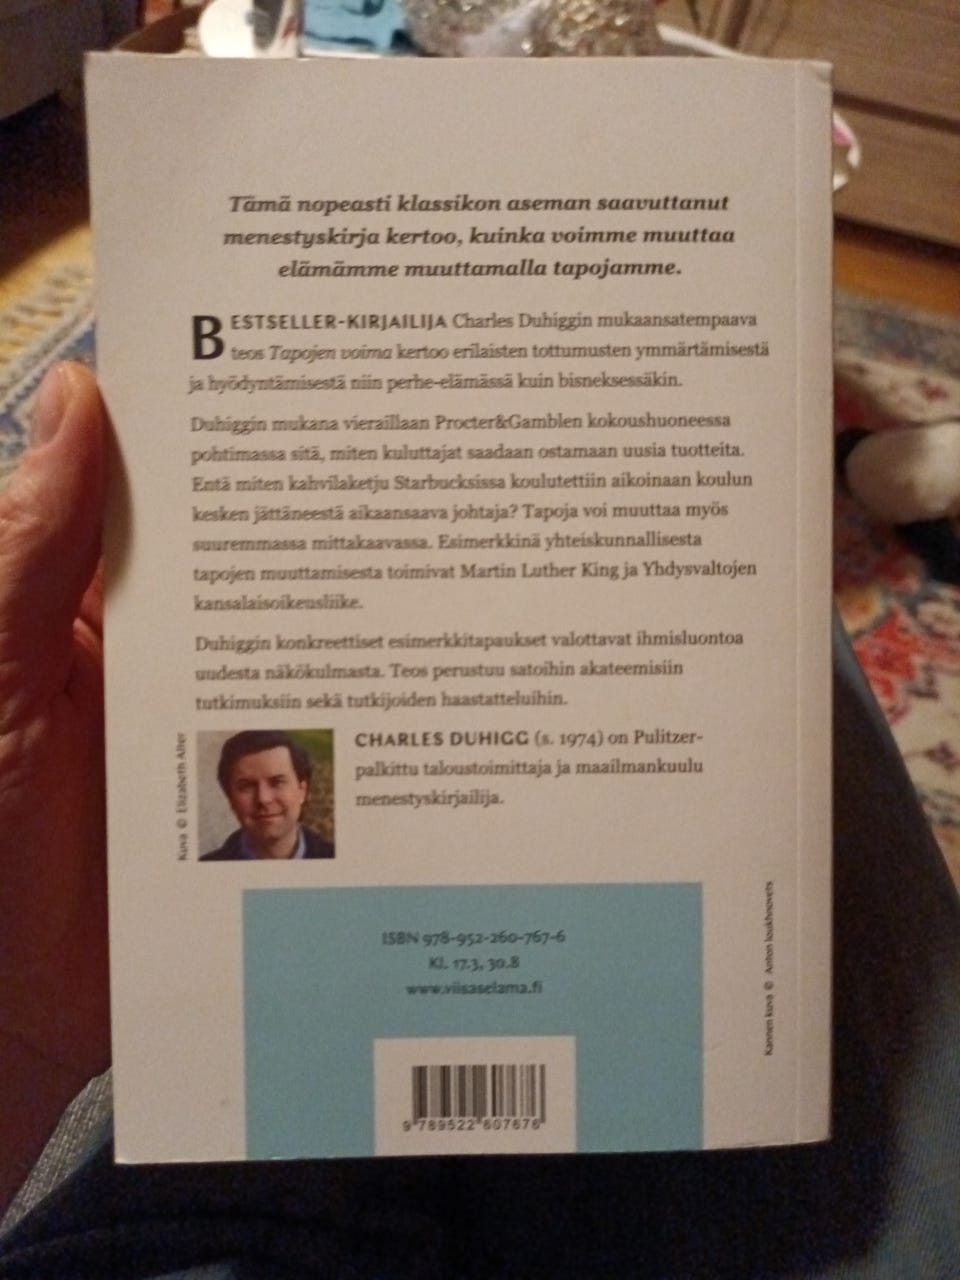 Tämä nopeasti klassikon aseman saavuttanut
menestyskirja kertoo, kuinka voimme muuttaa
elämämme muuttamalla tapojamme.
BESTSELLER-KIRJAILIJA Charles Duhiggin mukaansatempaava
teos Tapojen voima kertoo erilaisten tottumusten ymmärtämisestä
ja hyödyntämisestä niin perhe-elämässä kuin bisneksessäkin.
Duhiggin mukana vieraillaan Procter&Gamblen kokoushuoneessa
pohtimassa sitä, miten kuluttajat saadaan ostamaan uusia tuotteita.
Entä miten kahvilaketju Starbucksissa koulutettiin aikoinaan koulun
kesken jättäneestä aikaansaava johtaja? Tapoja voi muuttaa myös
suuremmassa mittakaavassa. Esimerkkinä yhteiskunnallisesta
tapojen muuttamisesta toimivat Martin Luther King ja Yhdysvaltojen
kansalaisoikeusliike.
Duhiggin konkreettiset esimerkkitapaukset valottavat ihmisluontoa
uudesta näkökulmasta. Teos perustuu satoihin akateemisiin
tutkimuksiin sekä tutkijoiden haastatteluihin.
Kuva © Elizabeth Alter
CHARLES DUHIGG (s. 1974) on Pulitzer-
palkittu taloustoimittaja ja maailmankuulu
menestyskirjailija.
ISBN 978-952-260-767-6
KL 17.3, 30.8
www.viisaselama.fi
9 789522 607676
Kannen kuva © Anton Ioukhnovets